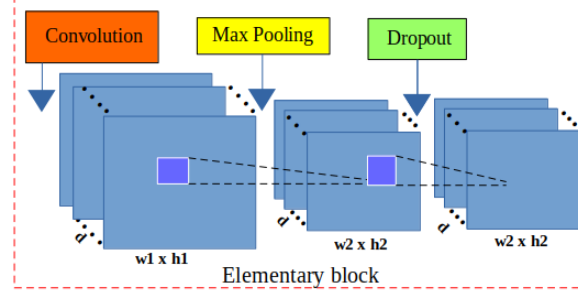 Convolution
Max Pooling
Dropout
d
d
d
w1 x h1
w2 x h2
w2 x h2
Elementary block